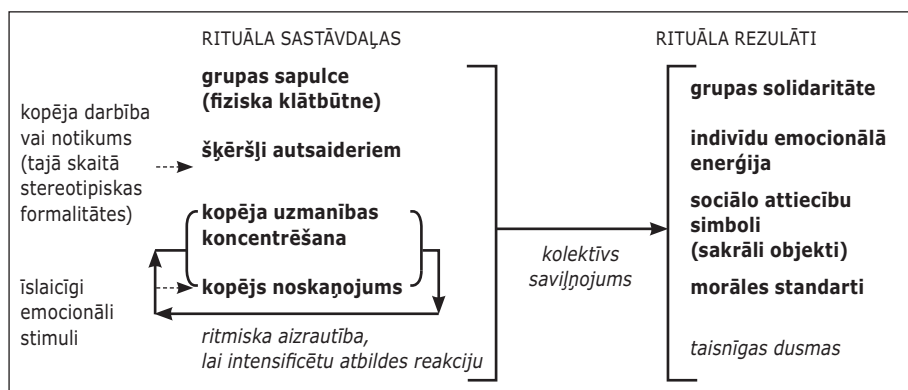 RITUĀLA SASTĀVDAĻAS
RITUĀLA REZULĀTI
grupas sapulce
(fiziska klātbūtne)
kopēja darbība
vai notikums
(tajā skaitā
stereotipiskas
formalitātes)
šķēršļi autsaideriem
kopēja uzmanības
koncentrēšana
īslaicīgi
emocionāli
stimuli
kopējs noskaņojums
ritmiska aizrautība,
lai intensificētu atbildes reakciju
kolektīvs
saviļņojums
grupas solidaritāte
indivīdu emocionālā
enerģija
sociālo attiecību
simboli
(sakrāli objekti)
morāles standarti
taisnīgas dusmas